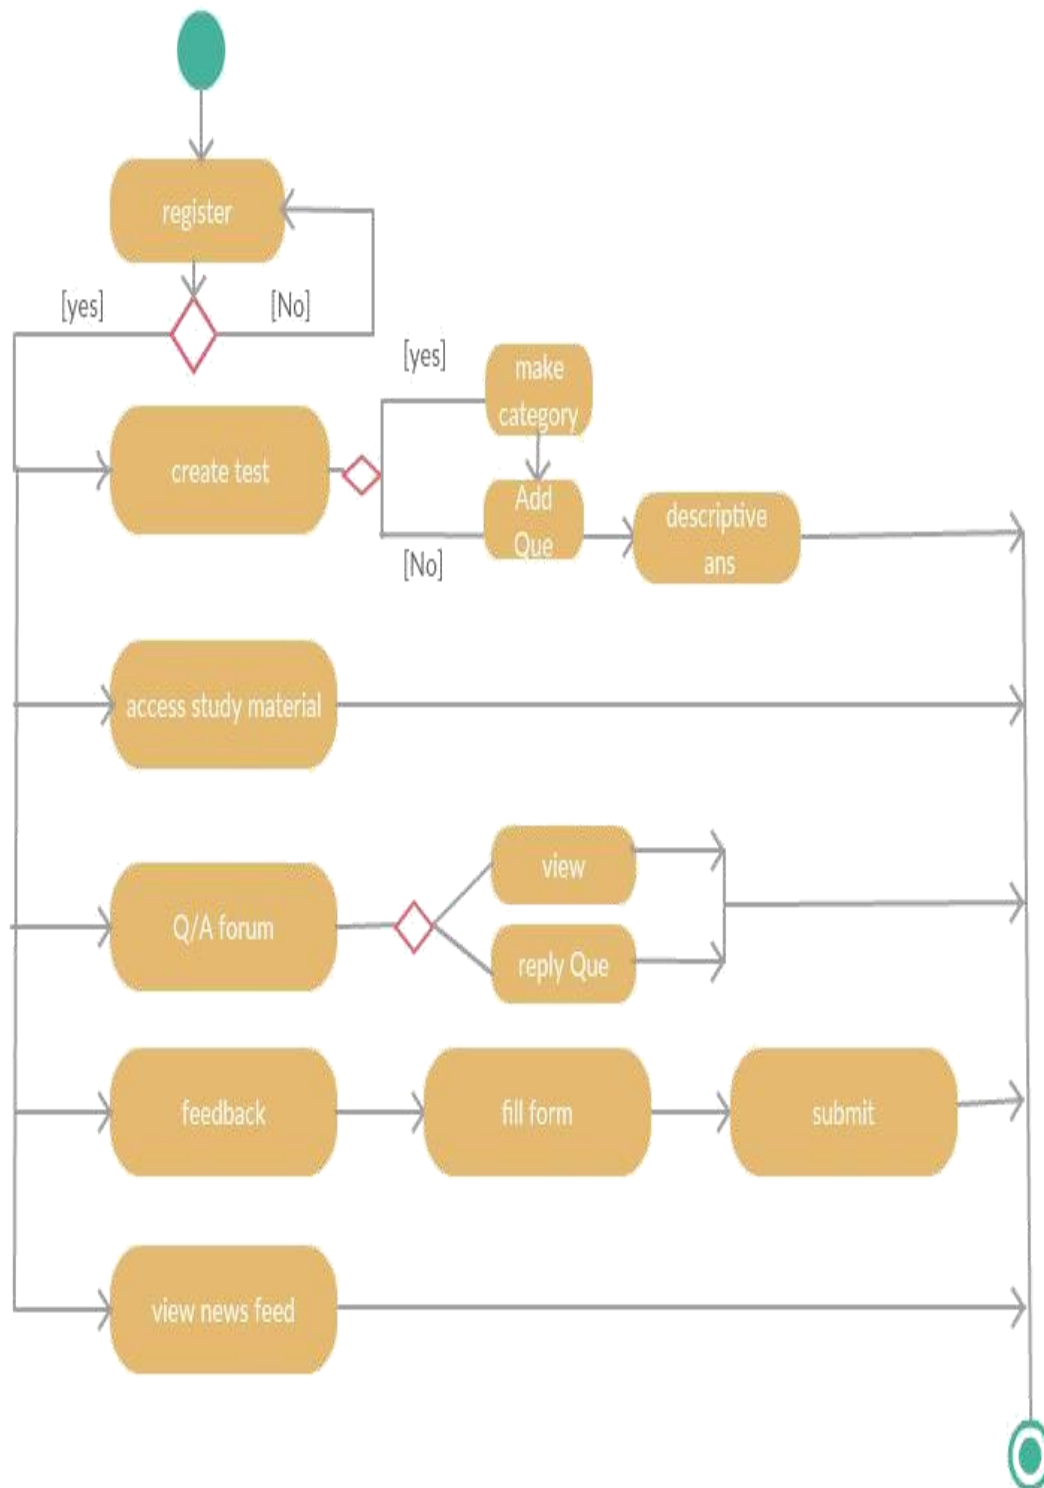 register
[yes]
[No]
[yes]
make
category
create test
Add
Que
descriptive
ans
[No]
access study material
view
Q/A forum
reply Que
feedback
fill form
submit
view news feed